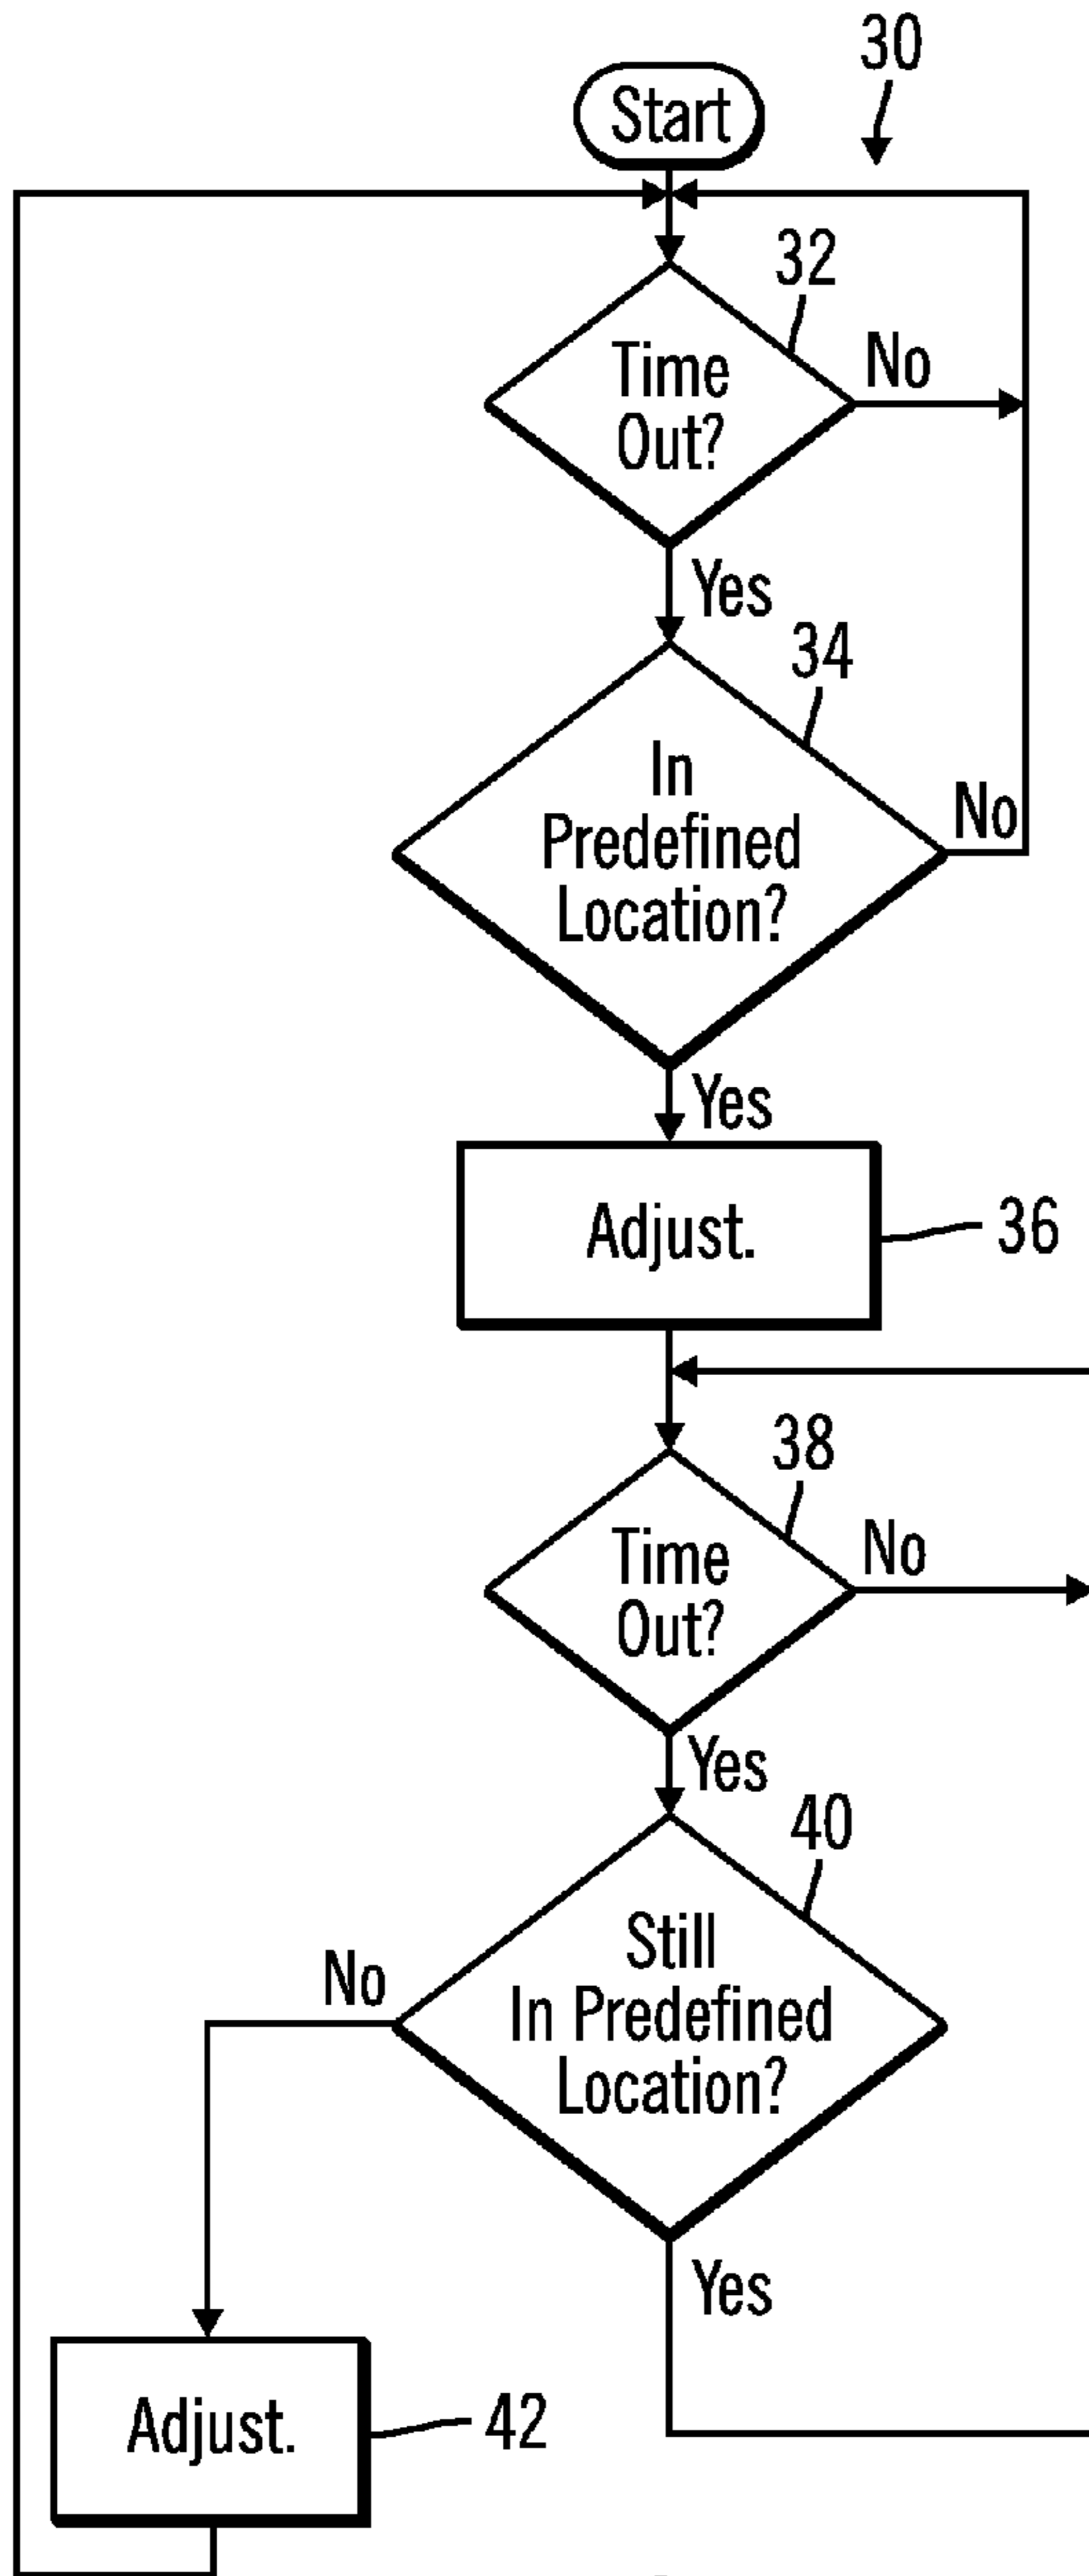 30
Start
32
Time
Out?
No
Yes
34
In
Predefined
Location?
No
Yes
Adjust.
36
38
Time
Out?
No
Yes
40
Still
In Predefined
Location?
No
Yes
Adjust.
42